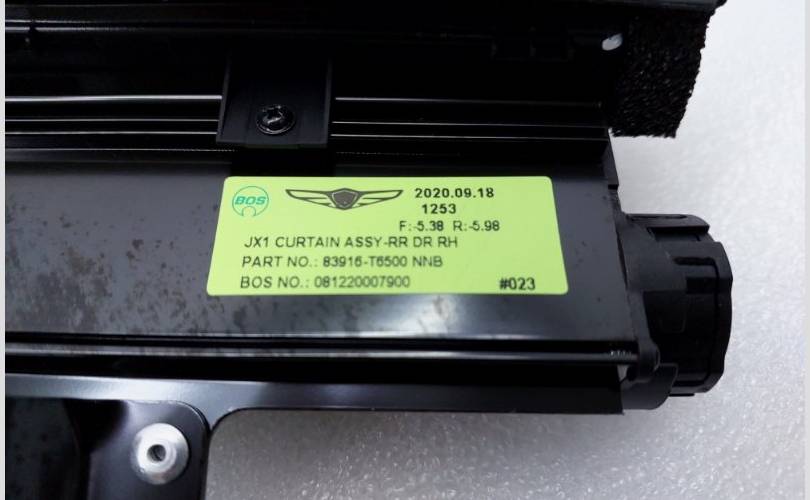 BOS
2020.09.18
1253
F:-5.38 R:-5.98
JX1 CURTAIN ASSY-RR DR RH
PART NO.: 83916-T6500 NNB
BOS NO.: 081220007900
#023